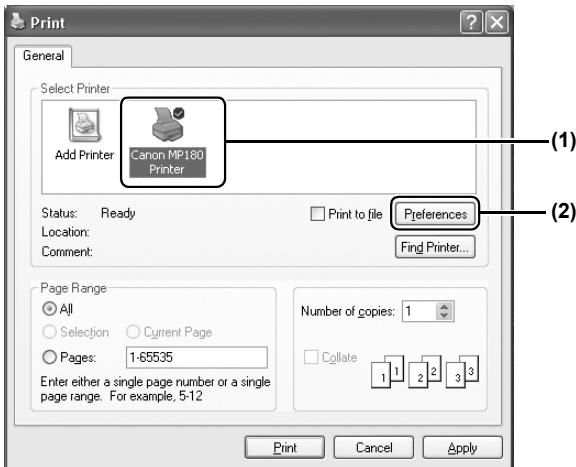 Print
General
Select Printer
Add Printer
Canon MP180
Printer
(1)
Status: Ready
Print to file
Preferences
(2)
Location:
Comment:
Find Printer...
Page Range
All
Selection
Current Page
Pages: 1-65535
Enter either a single page number or a single
page range. For example, 5-12
Number of copies: 1
Collate
1 1 2 2 3 3
Print Cancel Apply